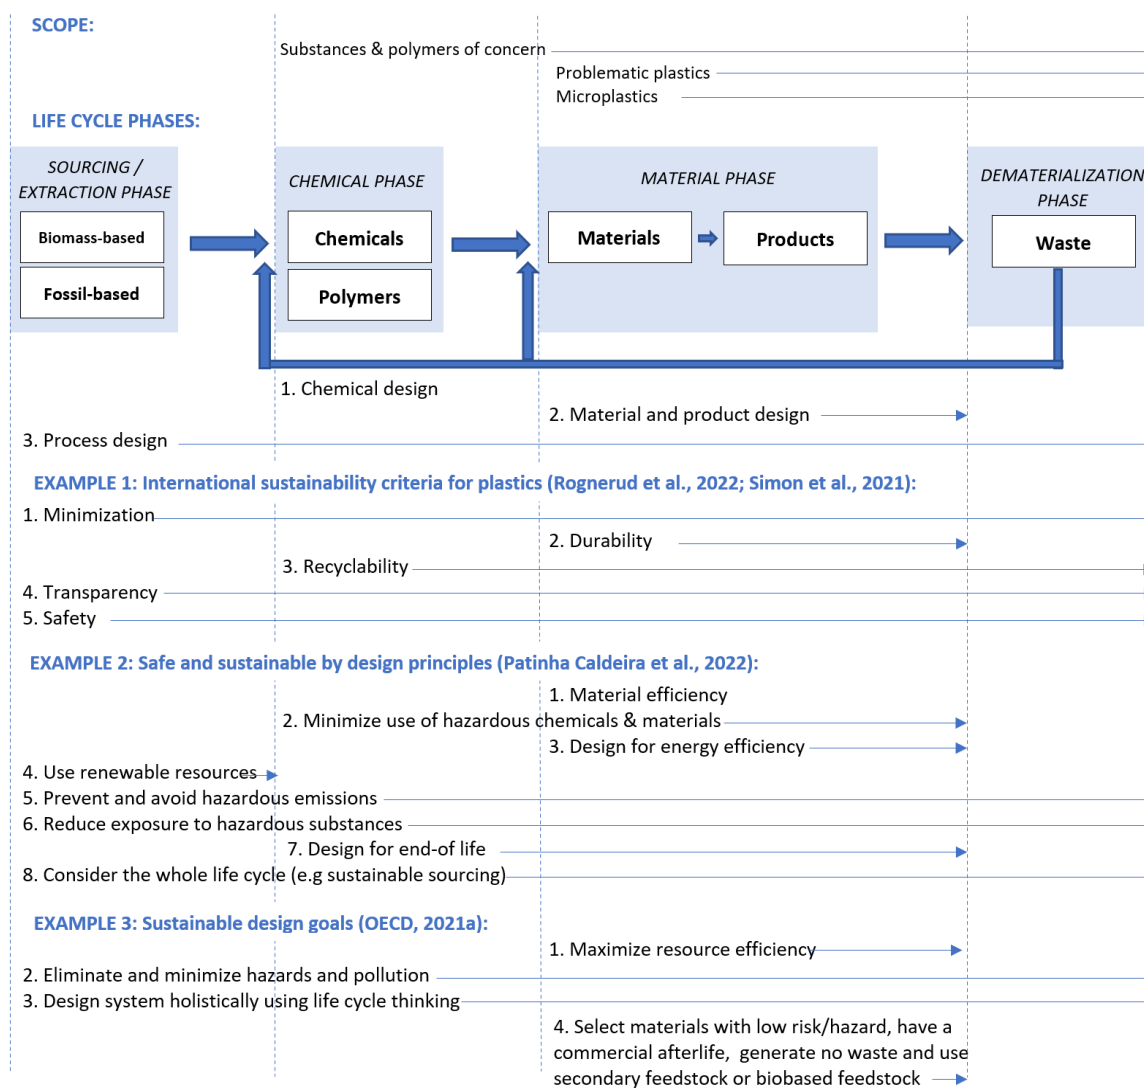 SCOPE:
Substances & polymers of concern
Problematic plastics
Microplastics
LIFE CYCLE PHASES:
SOURCING /
EXTRACTION PHASE
Biomass-based
Fossil-based
CHEMICAL PHASE
Chemicals
Polymers
MATERIAL PHASE
Materials
Products
DEMATERIALIZATION
PHASE
Waste
1. Chemical design
2. Material and product design
3. Process design
EXAMPLE 1: International sustainability criteria for plastics (Rognerud et al., 2022; Simon et al., 2021):
1. Minimization
2. Durability
3. Recyclability
4. Transparency
5. Safety
EXAMPLE 2: Safe and sustainable by design principles (Patinha Caldeira et al., 2022):
1. Material efficiency
2. Minimize use of hazardous chemicals & materials
3. Design for energy efficiency
4. Use renewable resources
5. Prevent and avoid hazardous emissions
6. Reduce exposure to hazardous substances
7. Design for end-of life
8. Consider the whole life cycle (e.g sustainable sourcing)
EXAMPLE 3: Sustainable design goals (OECD, 2021a):
1. Maximize resource efficiency
2. Eliminate and minimize hazards and pollution
3. Design system holistically using life cycle thinking
4. Select materials with low risk/hazard, have a
commercial afterlife, generate no waste and use
secondary feedstock or biobased feedstock